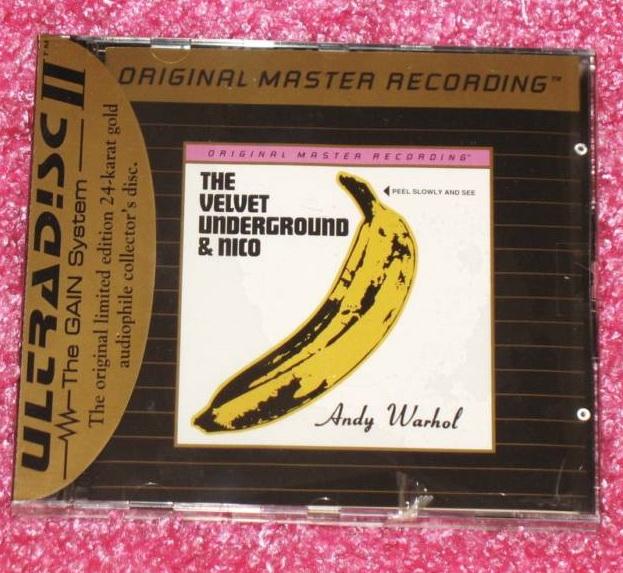 ORIGINAL MASTER RECORDING™
ULTRADISC II™
The GAIN System
The original limited edition 24-karat gold
audiophile collector's disc.
ORIGINAL MASTER RECORDING™
THE
VELVET
UNDERGROUND
& NICO
PEEL SLOWLY AND SEE
Andy Warhol